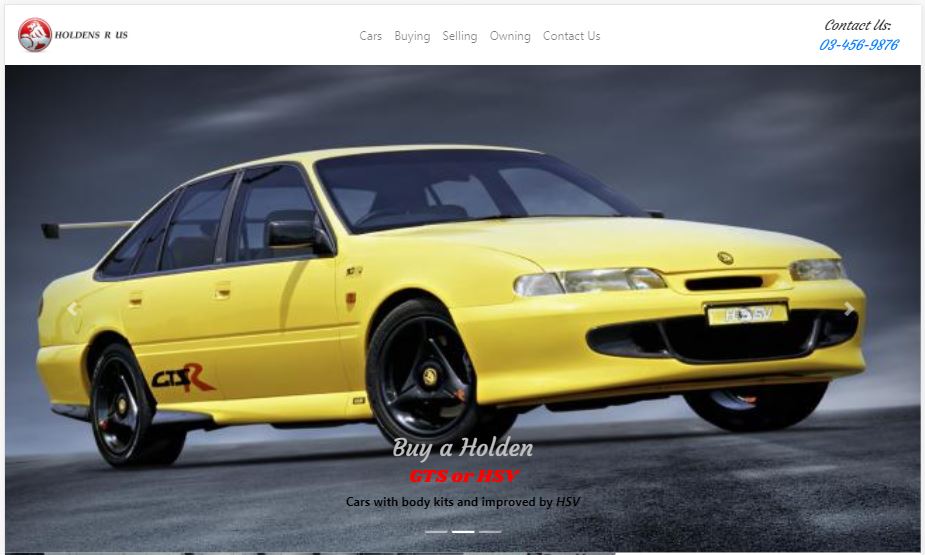 HOLDENS R US
Cars
Buying
Selling
Owning
Contact Us
Contact Us:
03-456-9876
HSV
GTSR
Buy a Holden
GTS or HSV
Cars with body kits and improved by HSV